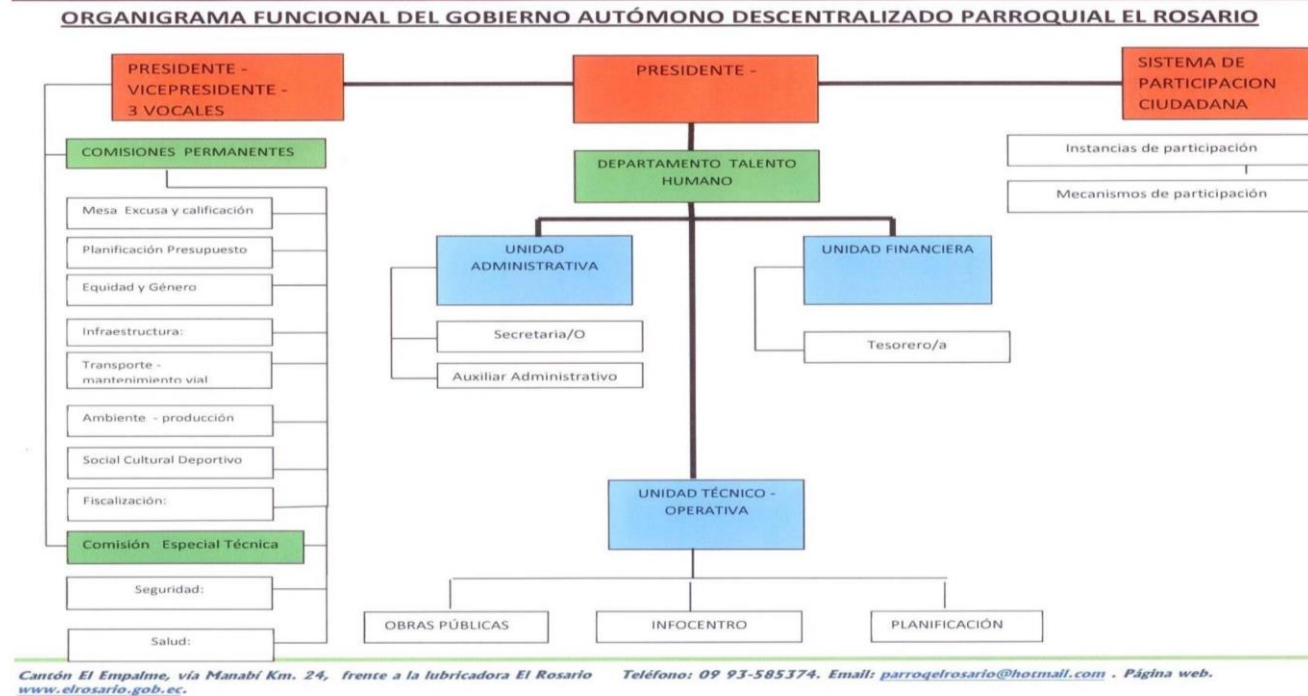 ORGANIGRAMA FUNCIONAL DEL GOBIERNO AUTÓMONO DESCENTRALIZADO PARROQUIAL EL ROSARIO
PRESIDENTE -
VICEPRESIDENTE -
3 VOCALES
PRESIDENTE -
SISTEMA DE
PARTICIPACION
CIUDADANA
COMISIONES PERMANENTES
Mesa Excusa y calificación
Planificación Presupuesto
Equidad y Género
Infraestructura:
Transporte -
mantenimiento vial
Ambiente - producción
Social Cultural Deportivo
Fiscalización:
Comisión Especial Técnica
Seguridad:
Salud:
DEPARTAMENTO TALENTO
HUMANO
UNIDAD
ADMINISTRATIVA
Secretaria/O
Auxiliar Administrativo
UNIDAD FINANCIERA
Tesorero/a
UNIDAD TÉCNICO -
OPERATIVA
OBRAS PÚBLICAS
INFOCENTRO
PLANIFICACIÓN
Instancias de participación
Mecanismos de participación
Cantón El Empalme, vía Manabí Km. 24, frente a la lubricadora El Rosario Teléfono: 09 93-585374. Email: parroqelrosario@hotmail.com . Página web.
www.elrosario.gob.ec.